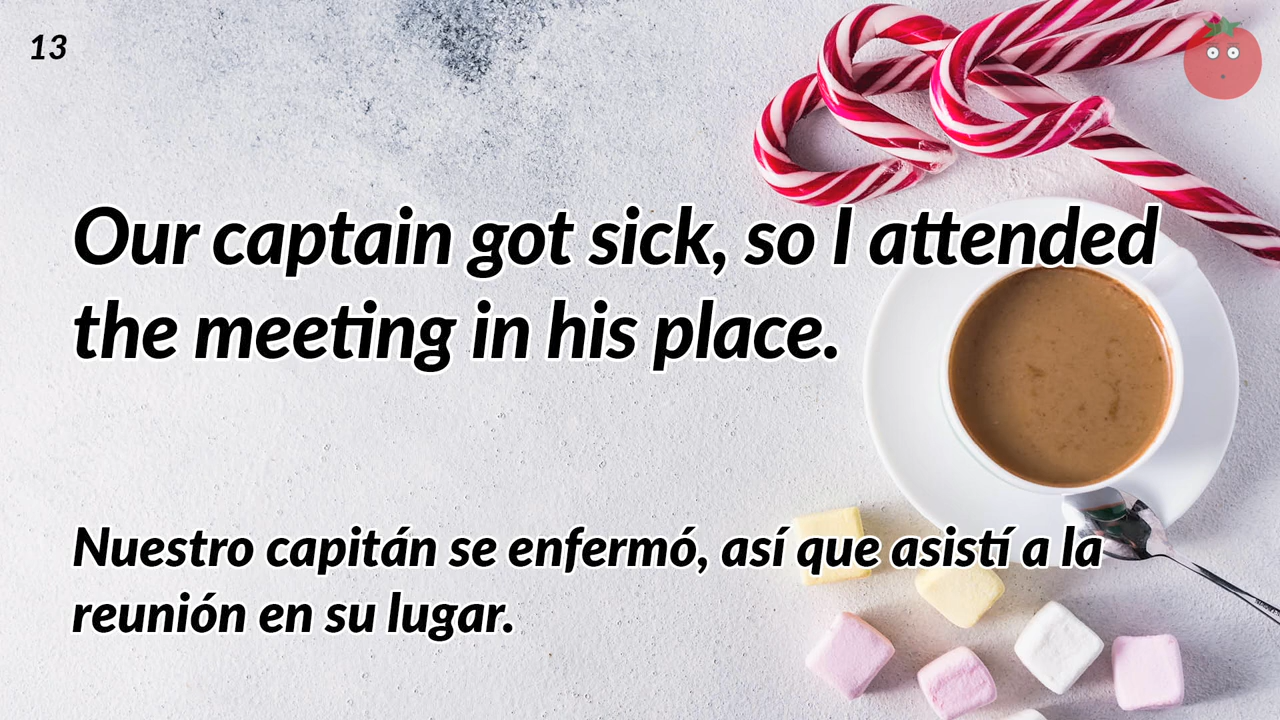 13
Our captain got sick, so I attended
the meeting in his place.
Nuestro capitán se enfermó, así que asistí a la
reunión en su lugar.